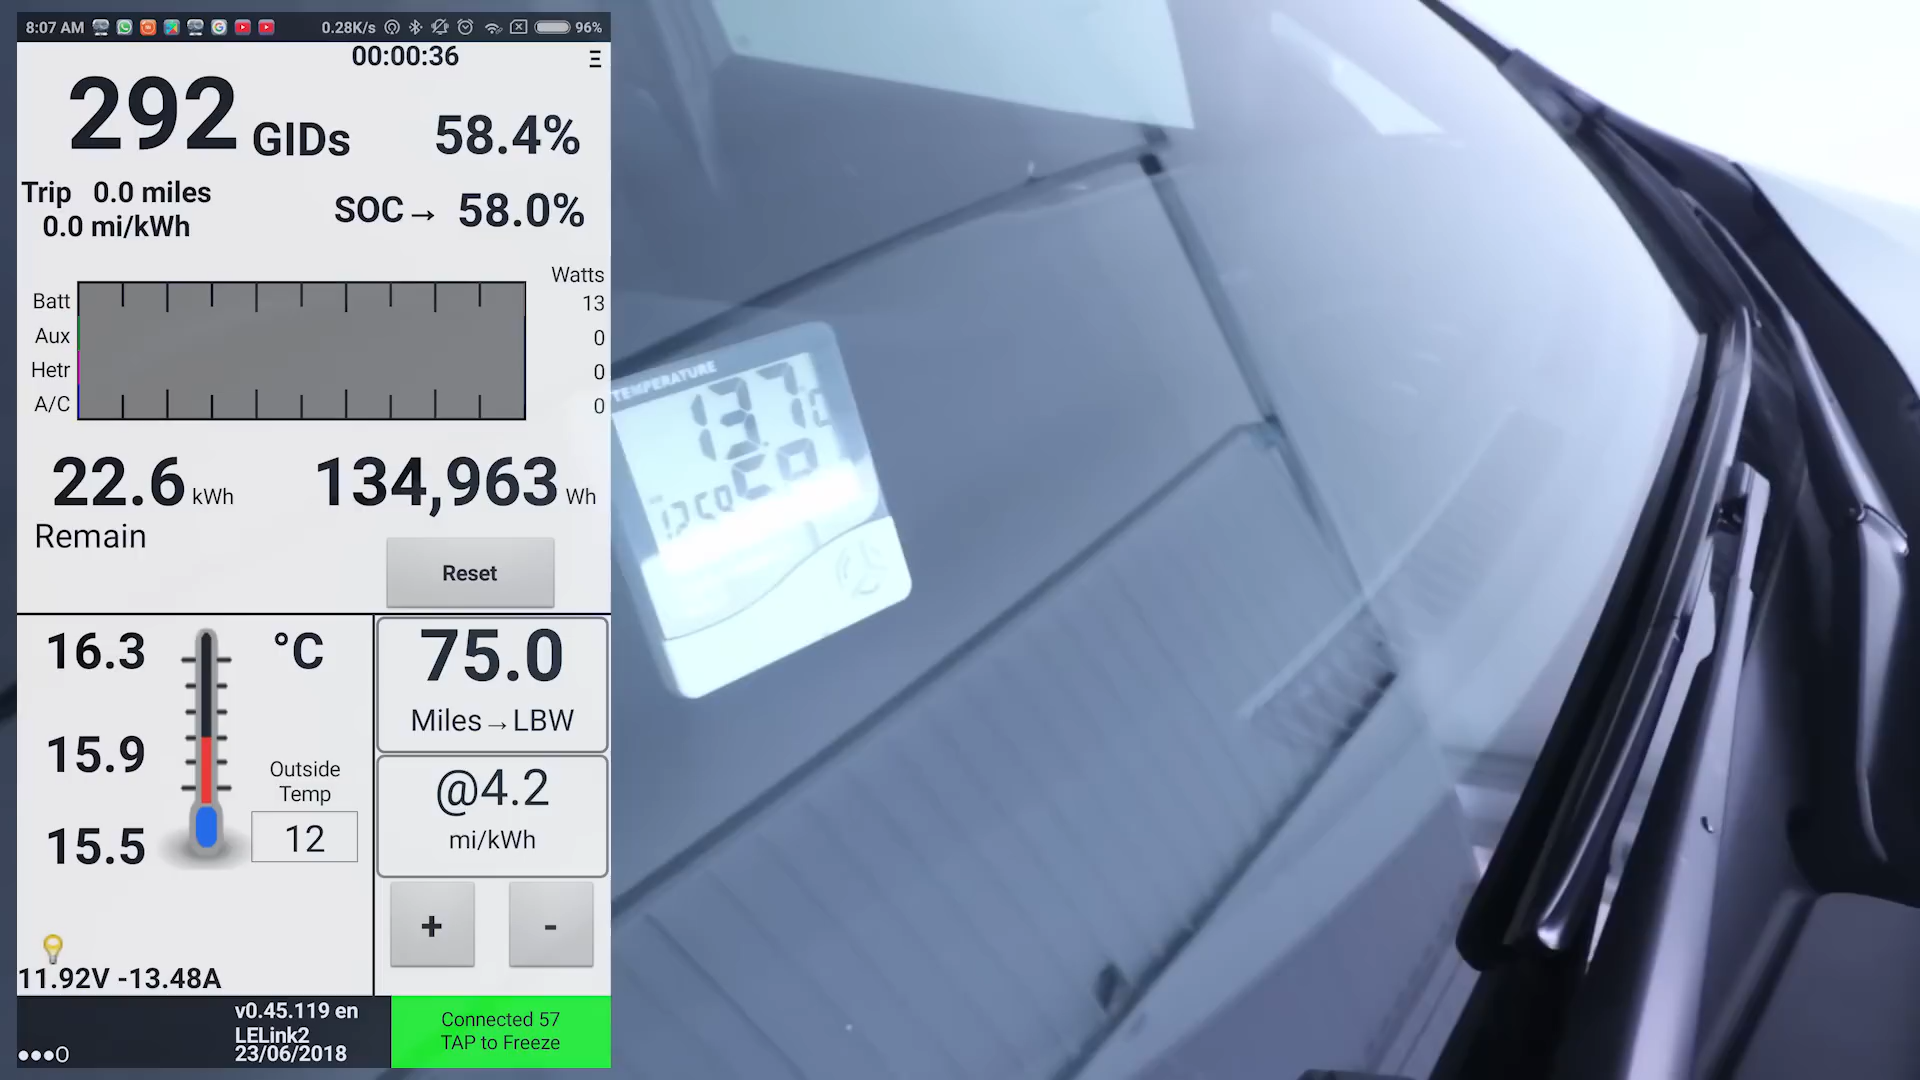 8:07 AM 0.28K/s 96%
00:00:36
292 GIDs 58.4%
Trip 0.0 miles
0.0 mi/kWh
SOC→ 58.0%
Watts
Batt 13
Aux 0
Hetr 0
A/C 0
22.6 kWh 134,963 Wh
Remain
Reset
16.3 °C
15.9
15.5
Outside
Temp
12
75.0
Miles→LBW
@4.2
mi/kWh
+ -
11.92V -13.48A
v0.45.119 en
LELink2
23/06/2018
Connected 57
TAP to Freeze
TEMPERATURE
13.7